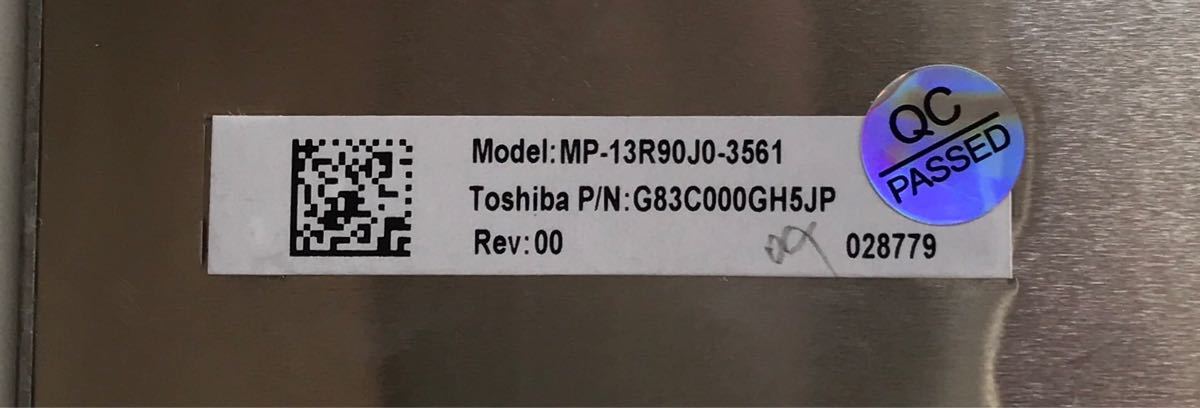 Model:MP-13R90J0-3561
Toshiba P/N:G83C000GH5JP
Rev:00
028779
QC
PASSED